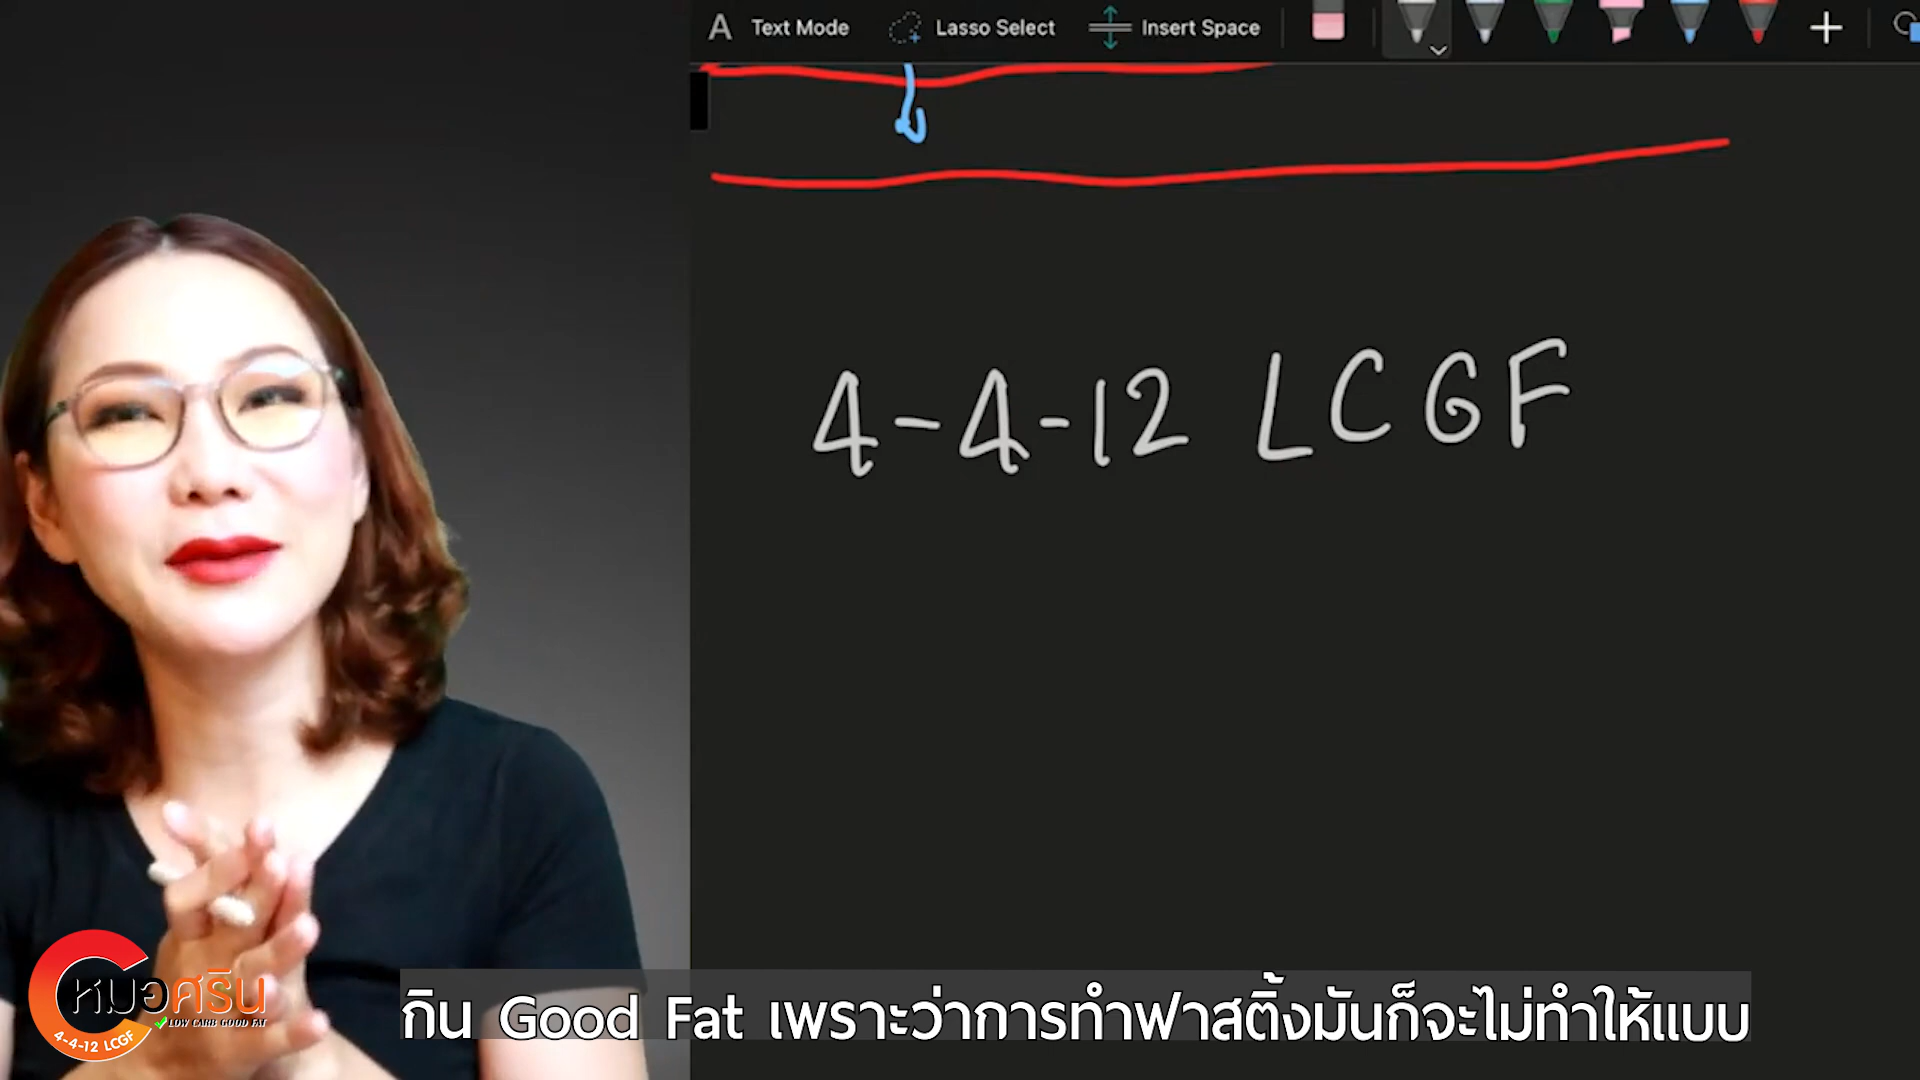 A Text Mode Lasso Select Insert Space
4-4-12 LCGF
หมอศริน
LOW CARB GOOD FAT
4-4-12 LCGF
กิน Good Fat เพราะว่าการทำฟาสติ้งมันก็จะไม่ทำให้แบบ